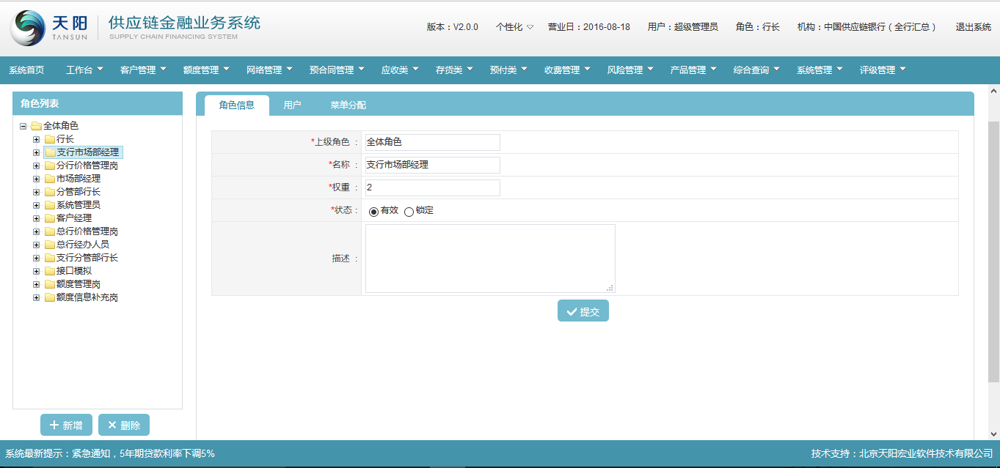 天阳
TANSUN
供应链金融业务系统
SUPPLY CHAIN FINANCING SYSTEM
版本：V2.0.0 个性化 营业日：2016-08-18 用户：超级管理员 角色：行长 机构：中国供应链银行（全行汇总） 退出系统
系统首页 工作台 客户管理 额度管理 网络管理 预合同管理 应收类 存货类 预付类 收费管理 风险管理 产品管理 综合查询 系统管理 评级管理
角色列表
全体角色
行长
支行市场部经理
分行价格管理岗
市场部经理
分管部行长
系统管理员
客户经理
总行价格管理岗
总行经办人员
支行分管部行长
接口模拟
额度管理岗
额度信息补充岗
新增 删除
角色信息 用户 菜单分配
*上级角色 ： 全体角色
*名称 ： 支行市场部经理
*权重 ： 2
*状态 ： 有效 锁定
描述 ：
提交
系统最新提示：紧急通知，5年期贷款利率下调5%
技术支持：北京天阳宏业软件技术有限公司